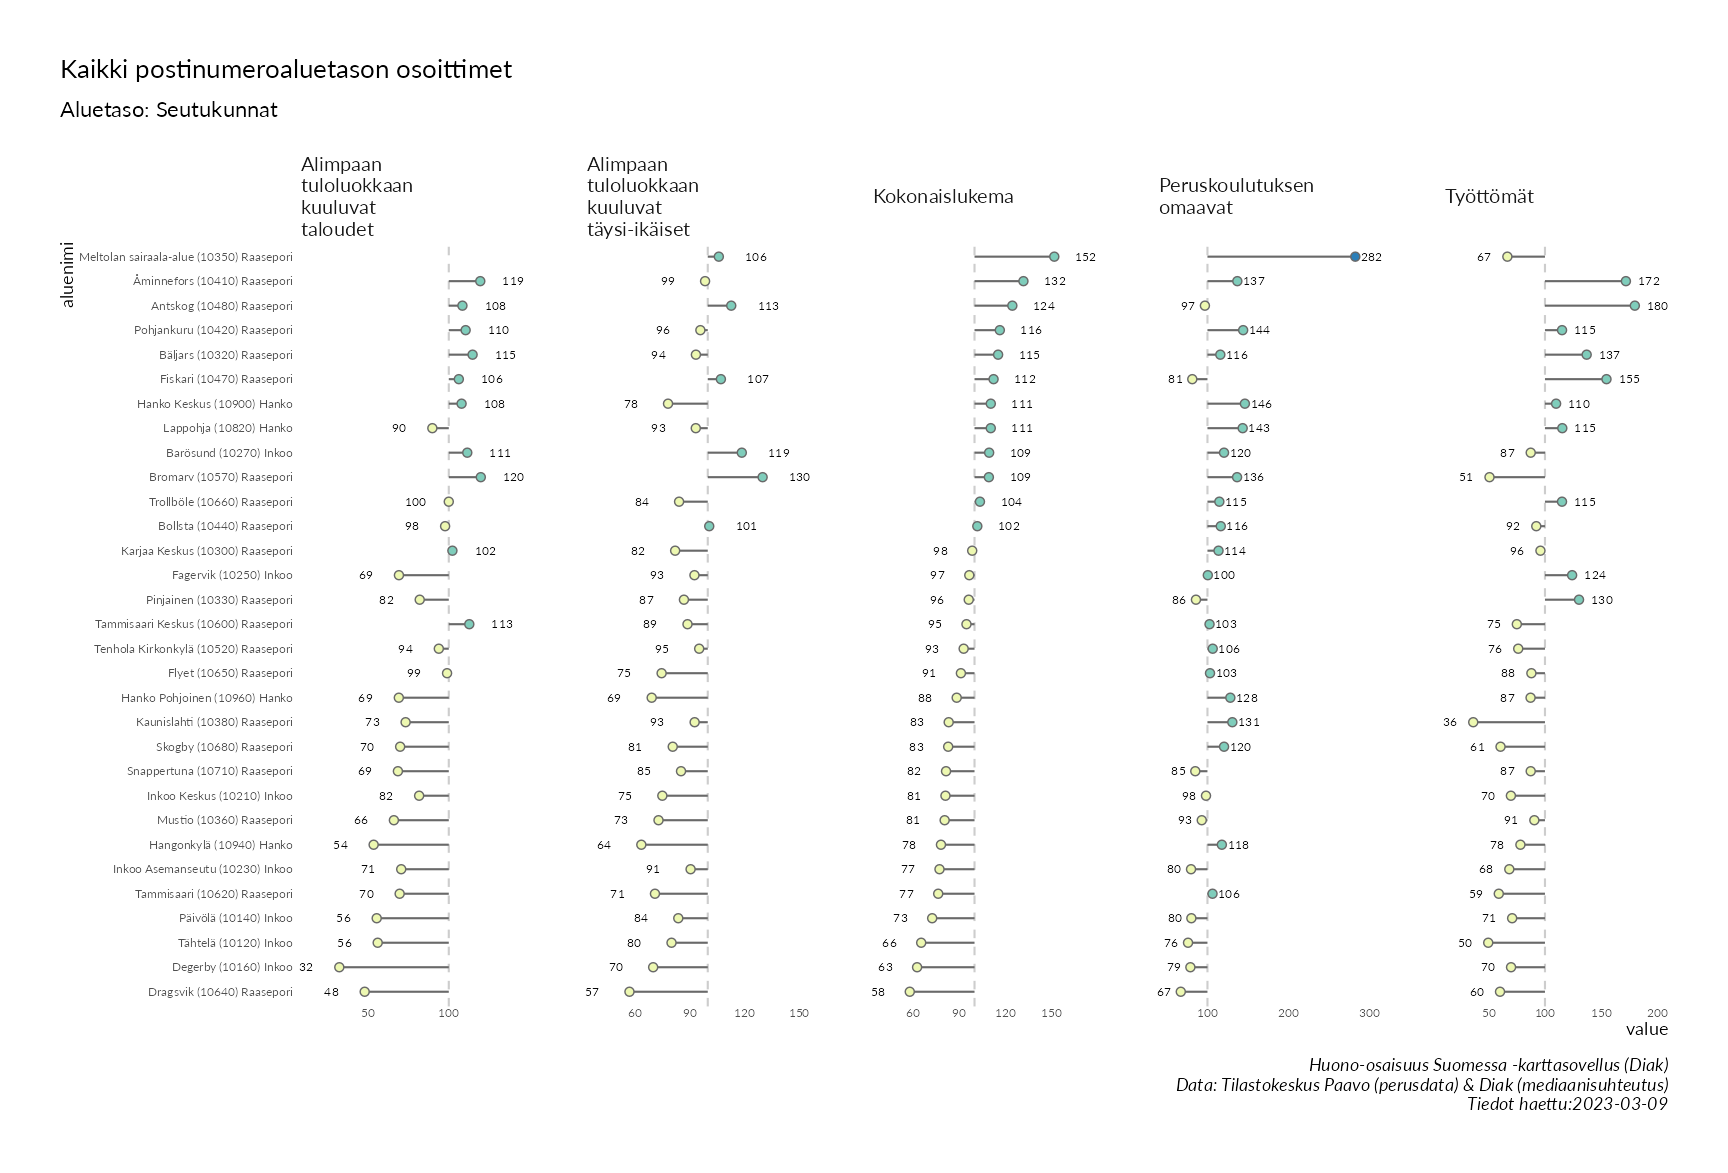 Kaikki postinumeroaluetason osoittimet
Aluetaso: Seutukunnat
Alimpaan
tuloluokkaan
kuuluvat
taloudet
Alimpaan
tuloluokkaan
kuuluvat
täysi-ikäiset
Kokonaislukema
Peruskoulutuksen
omaavat
Työttömät
aluenimi
Meltolan sairaala-alue (10350) Raasepori 106 152 282 67
Åminnefors (10410) Raasepori 119 99 132 137 172
Antskog (10480) Raasepori 108 113 124 97 180
Pohjankuru (10420) Raasepori 110 96 116 144 115
Bäljars (10320) Raasepori 115 94 115 116 137
Fiskari (10470) Raasepori 106 107 112 81 155
Hanko Keskus (10900) Hanko 108 78 111 146 110
Lappohja (10820) Hanko 90 93 111 143 115
Barösund (10270) Inkoo 111 119 109 120 87
Bromarv (10570) Raasepori 120 130 109 136 51
Trollböle (10660) Raasepori 100 84 104 115 115
Bollsta (10440) Raasepori 98 101 102 116 92
Karjaa Keskus (10300) Raasepori 102 82 98 114 96
Fagervik (10250) Inkoo 69 93 97 100 124
Pinjainen (10330) Raasepori 82 87 96 86 130
Tammisaari Keskus (10600) Raasepori 113 89 95 103 75
Tenhola Kirkonkylä (10520) Raasepori 94 95 93 106 76
Flyet (10650) Raasepori 99 75 91 103 88
Hanko Pohjoinen (10960) Hanko 69 69 88 128 87
Kaunislahti (10380) Raasepori 73 93 83 131 36
Skogby (10680) Raasepori 70 81 83 120 61
Snappertuna (10710) Raasepori 69 85 82 85 87
Inkoo Keskus (10210) Inkoo 82 75 81 98 70
Mustio (10360) Raasepori 66 73 81 93 91
Hangonkylä (10940) Hanko 54 64 78 118 78
Inkoo Asemanseutu (10230) Inkoo 71 91 77 80 68
Tammisaari (10620) Raasepori 70 71 77 106 59
Päivölä (10140) Inkoo 56 84 73 80 71
Tähtelä (10120) Inkoo 56 80 66 76 50
Degerby (10160) Inkoo 32 70 63 79 70
Dragsvik (10640) Raasepori 48 57 58 67 60
50 100 60 90 120 150 60 90 120 150 100 200 300 50 100 150 200
value
Huono-osaisuus Suomessa -karttasovellus (Diak)
Data: Tilastokeskus Paavo (perusdata) & Diak (mediaanisuhteutus)
Tiedot haettu:2023-03-09